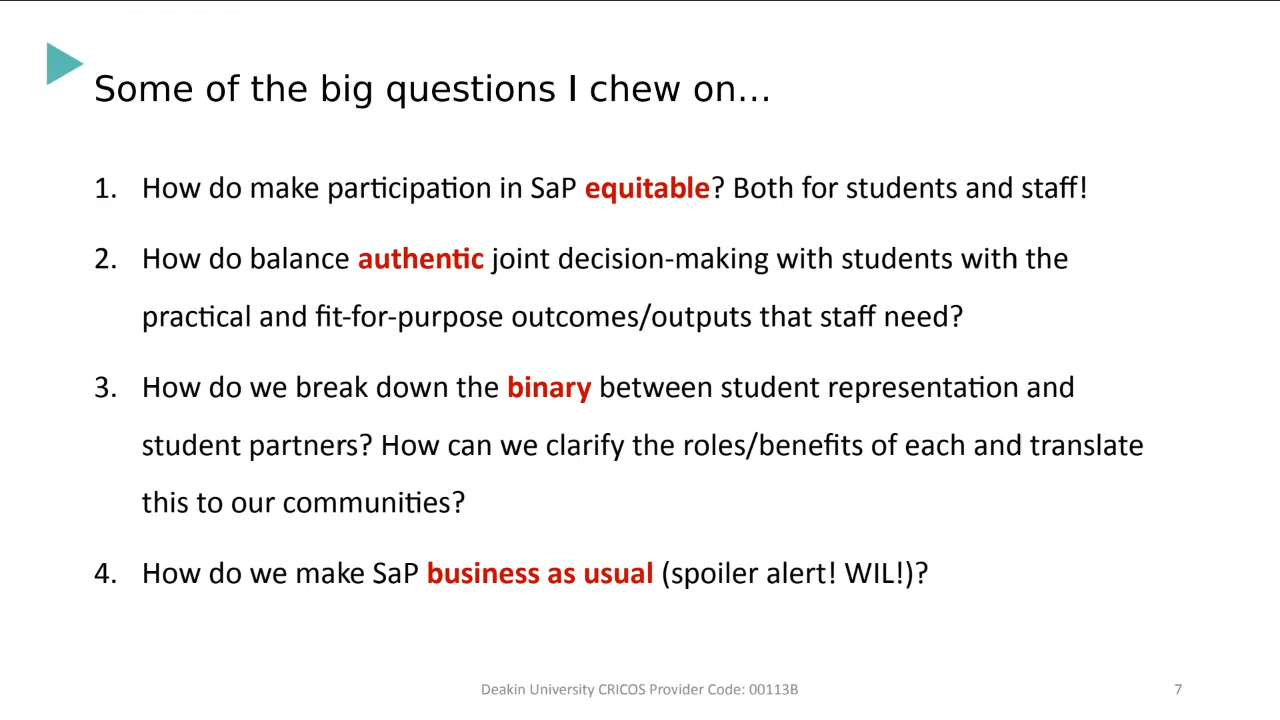 Some of the big questions I chew on...
1. How do make participation in SaP equitable? Both for students and staff!
2. How do balance authentic joint decision-making with students with the
practical and fit-for-purpose outcomes/outputs that staff need?
3. How do we break down the binary between student representation and
student partners? How can we clarify the roles/benefits of each and translate
this to our communities?
4. How do we make SaP business as usual (spoiler alert! WIL!)?
Deakin University CRICOS Provider Code: 00113B
7